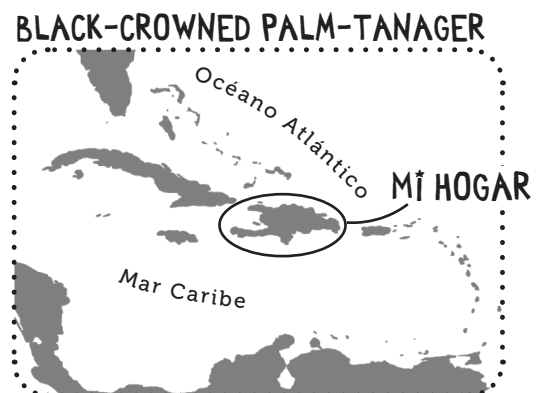 BLACK-CROWNED PALM-TANAGER
Océano Atlántico
Mi HOGAR
Mar Caribe